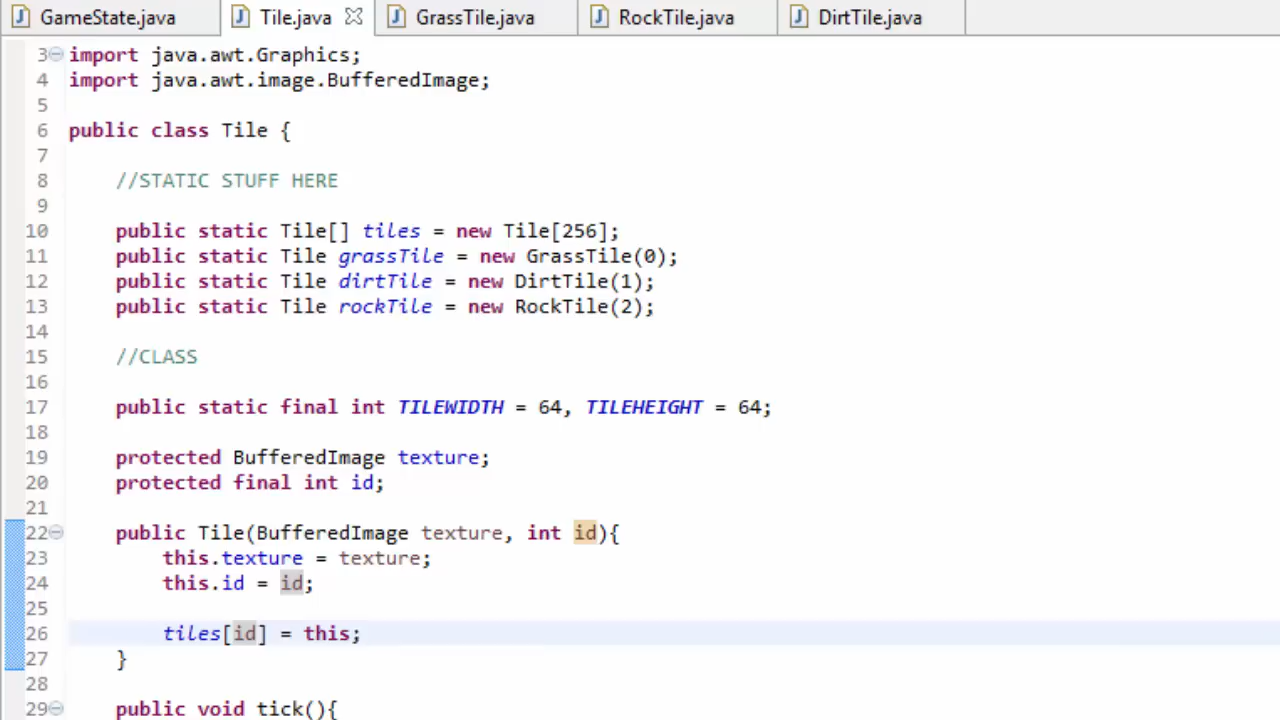 GameState.java Tile.java GrassTile.java RockTile.java DirtTile.java
3 import java.awt.Graphics;
4 import java.awt.image.BufferedImage;
5
6 public class Tile {
7
8 //STATIC STUFF HERE
9
10 public static Tile[] tiles = new Tile[256];
11 public static Tile grassTile = new GrassTile(0);
12 public static Tile dirtTile = new DirtTile(1);
13 public static Tile rockTile = new RockTile(2);
14
15 //CLASS
16
17 public static final int TILEWIDTH = 64, TILEHEIGHT = 64;
18
19 protected BufferedImage texture;
20 protected final int id;
21
22 public Tile(BufferedImage texture, int id){
23 this.texture = texture;
24 this.id = id;
25
26 tiles[id] = this;
27 }
28
29 public void tick(){